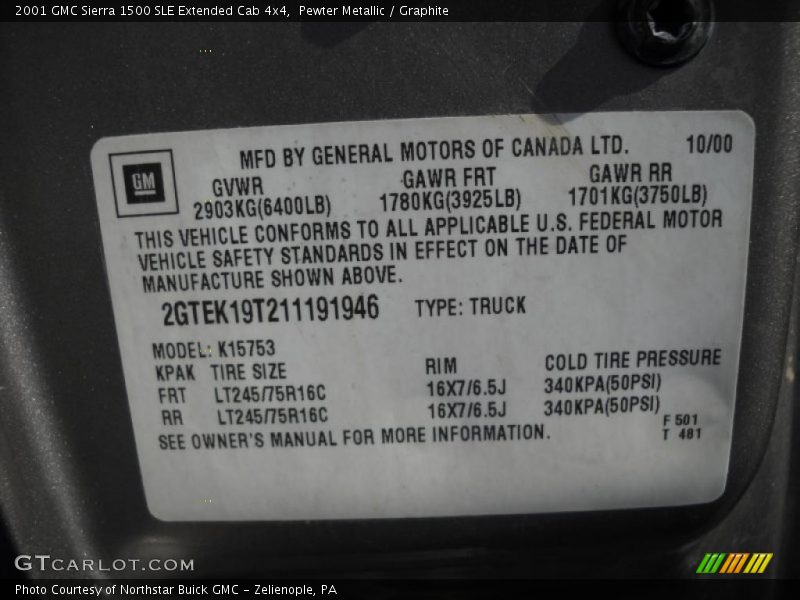 2001 GMC Sierra 1500 SLE Extended Cab 4x4, Pewter Metallic / Graphite
GM
MFD BY GENERAL MOTORS OF CANADA LTD. 10/00
GVWR GAWR FRT GAWR RR
2903KG(6400LB) 1780KG(3925LB) 1701KG(3750LB)
THIS VEHICLE CONFORMS TO ALL APPLICABLE U.S. FEDERAL MOTOR
VEHICLE SAFETY STANDARDS IN EFFECT ON THE DATE OF
MANUFACTURE SHOWN ABOVE.
2GTEK19T211191946 TYPE: TRUCK
MODEL: K15753
KPAK TIRE SIZE RIM COLD TIRE PRESSURE
FRT LT245/75R16C 16X7/6.5J 340KPA(50PSI)
RR LT245/75R16C 16X7/6.5J 340KPA(50PSI)
SEE OWNER'S MANUAL FOR MORE INFORMATION.
F 501
T 481
GTCARLOT.COM
Photo Courtesy of Northstar Buick GMC - Zelienople, PA